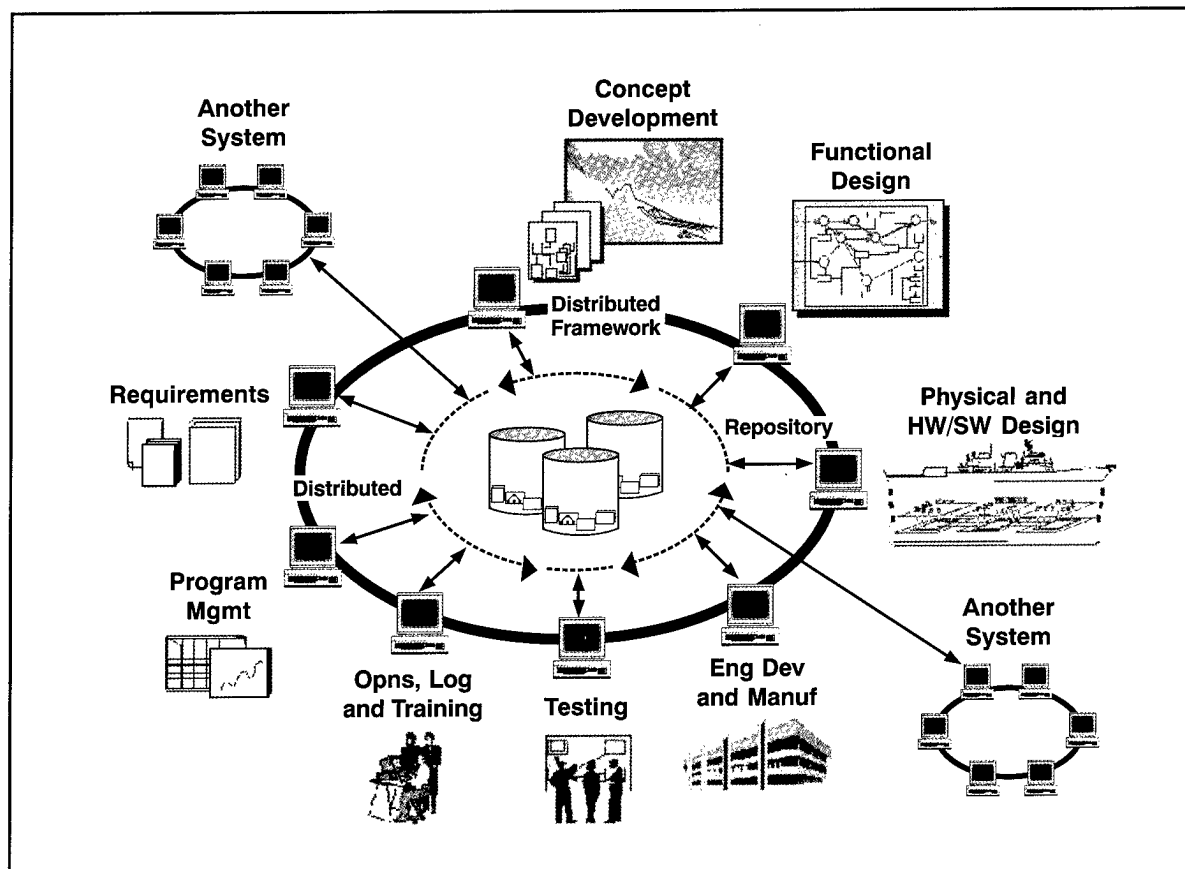 Another
System
Concept
Development
Functional
Design
Distributed
Framework
Requirements
Repository
Physical and
HW/SW Design
Distributed
Program
Mgmt
Opns, Log
and Training
Testing
Eng Dev
and Manuf
Another
System